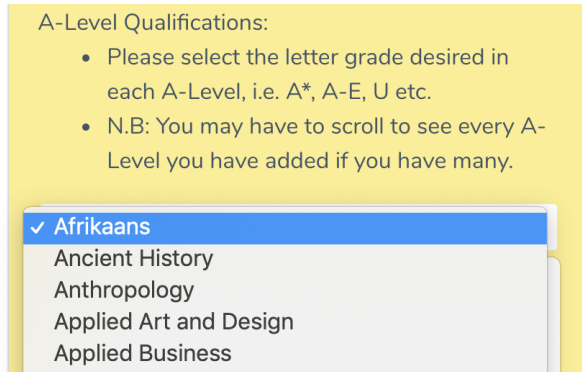 A-Level Qualifications:
• Please select the letter grade desired in
each A-Level, i.e. A*, A-E, U etc.
• N.B: You may have to scroll to see every A-
Level you have added if you have many.
✓ Afrikaans
Ancient History
Anthropology
Applied Art and Design
Applied Business